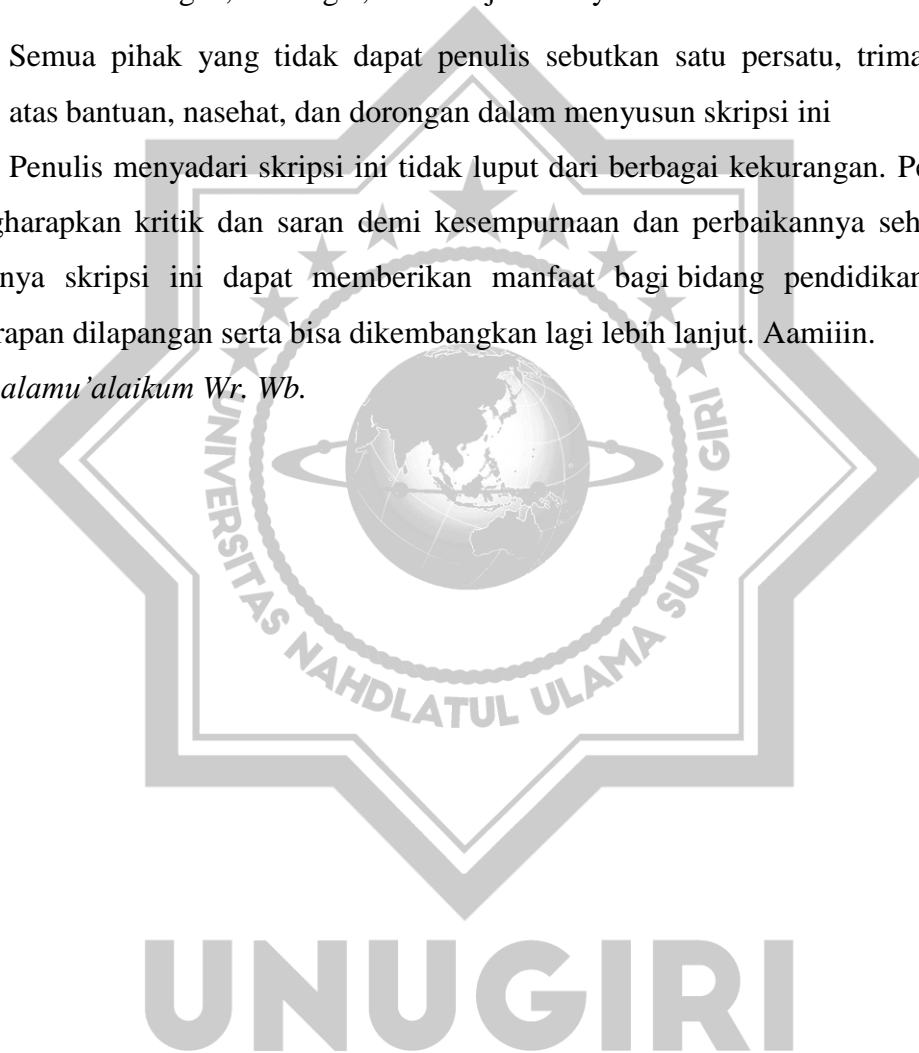 Semua pihak yang tidak dapat penulis sebutkan satu persatu, trima
atas bantuan, nasehat, dan dorongan dalam menyusun skripsi ini
Penulis menyadari skripsi ini tidak luput dari berbagai kekurangan.
gharapkan kritik dan saran demi kesempurnaan dan perbaikannya seh
nya skripsi ini dapat memberikan manfaat bagi bidang pendidikan
rapan dilapangan serta bisa dikembangkan lagi lebih lanjut. Aamiiin.
alamu’alaikum Wr. Wb.
UNIVERSITAS NAHDLATUL ULAMA SUNAN GIRI
UNUGIRI